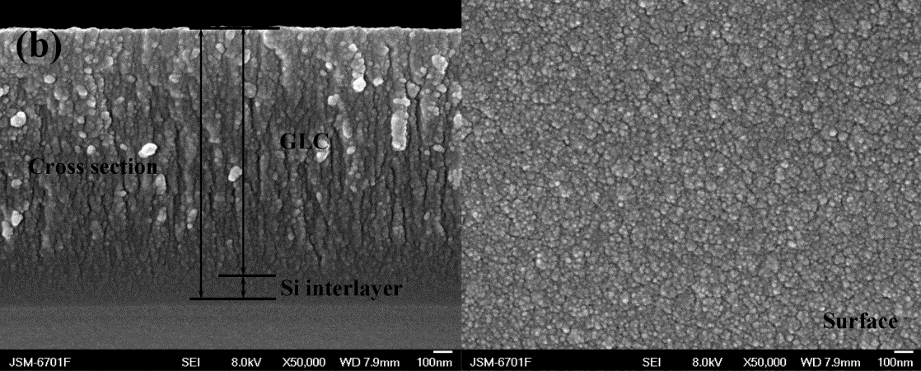 (b)
GLC
Cross section
Si interlayer
Surface
JSM-6701F SEI 8.0kV X50,000 WD 7.9mm 100nm
JSM-6701F SEI 8.0kV X50,000 WD 7.9mm 100nm